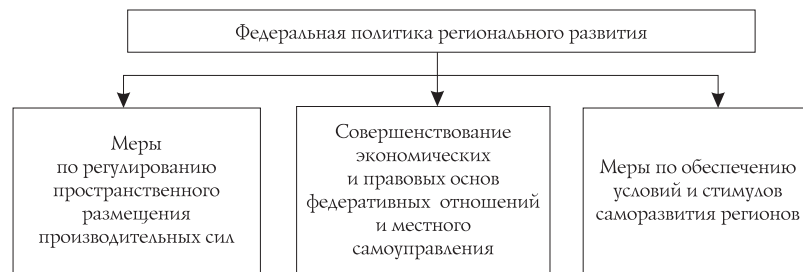 Федеральная политика регионального развития
Меры
по регулированию
пространственного
размещения
производительных сил
Совершенствование
экономических
и правовых основ
федеративных отношений
и местного
самоуправления
Меры по обеспечению
условий и стимулов
саморазвития регионов